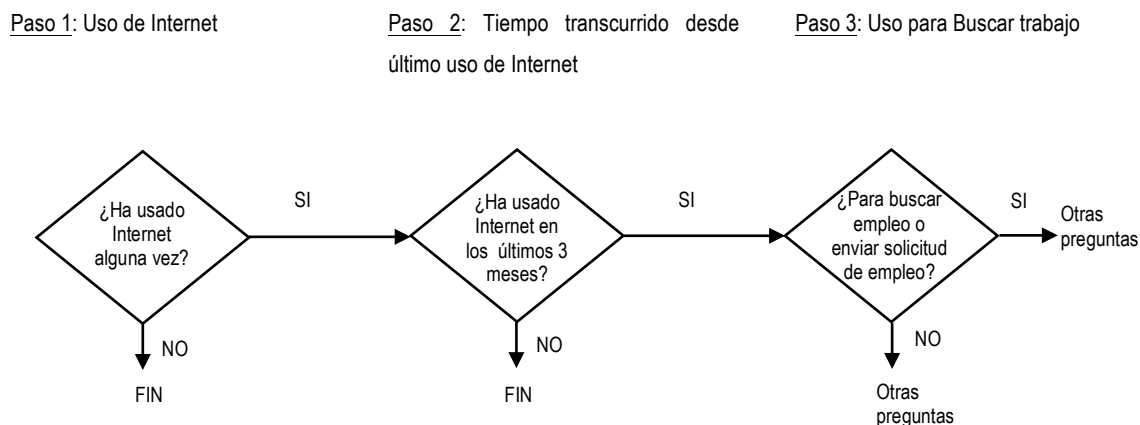 Paso 1: Uso de Internet
Paso 2: Tiempo transcurrido desde
último uso de Internet
Paso 3: Uso para Buscar trabajo
¿Ha usado
Internet
alguna vez?
SI
NO
FIN
¿Ha usado
Internet en
los últimos 3
meses?
SI
NO
FIN
¿Para buscar
empleo o
enviar solicitud
de empleo?
SI
Otras
preguntas
NO
Otras
preguntas